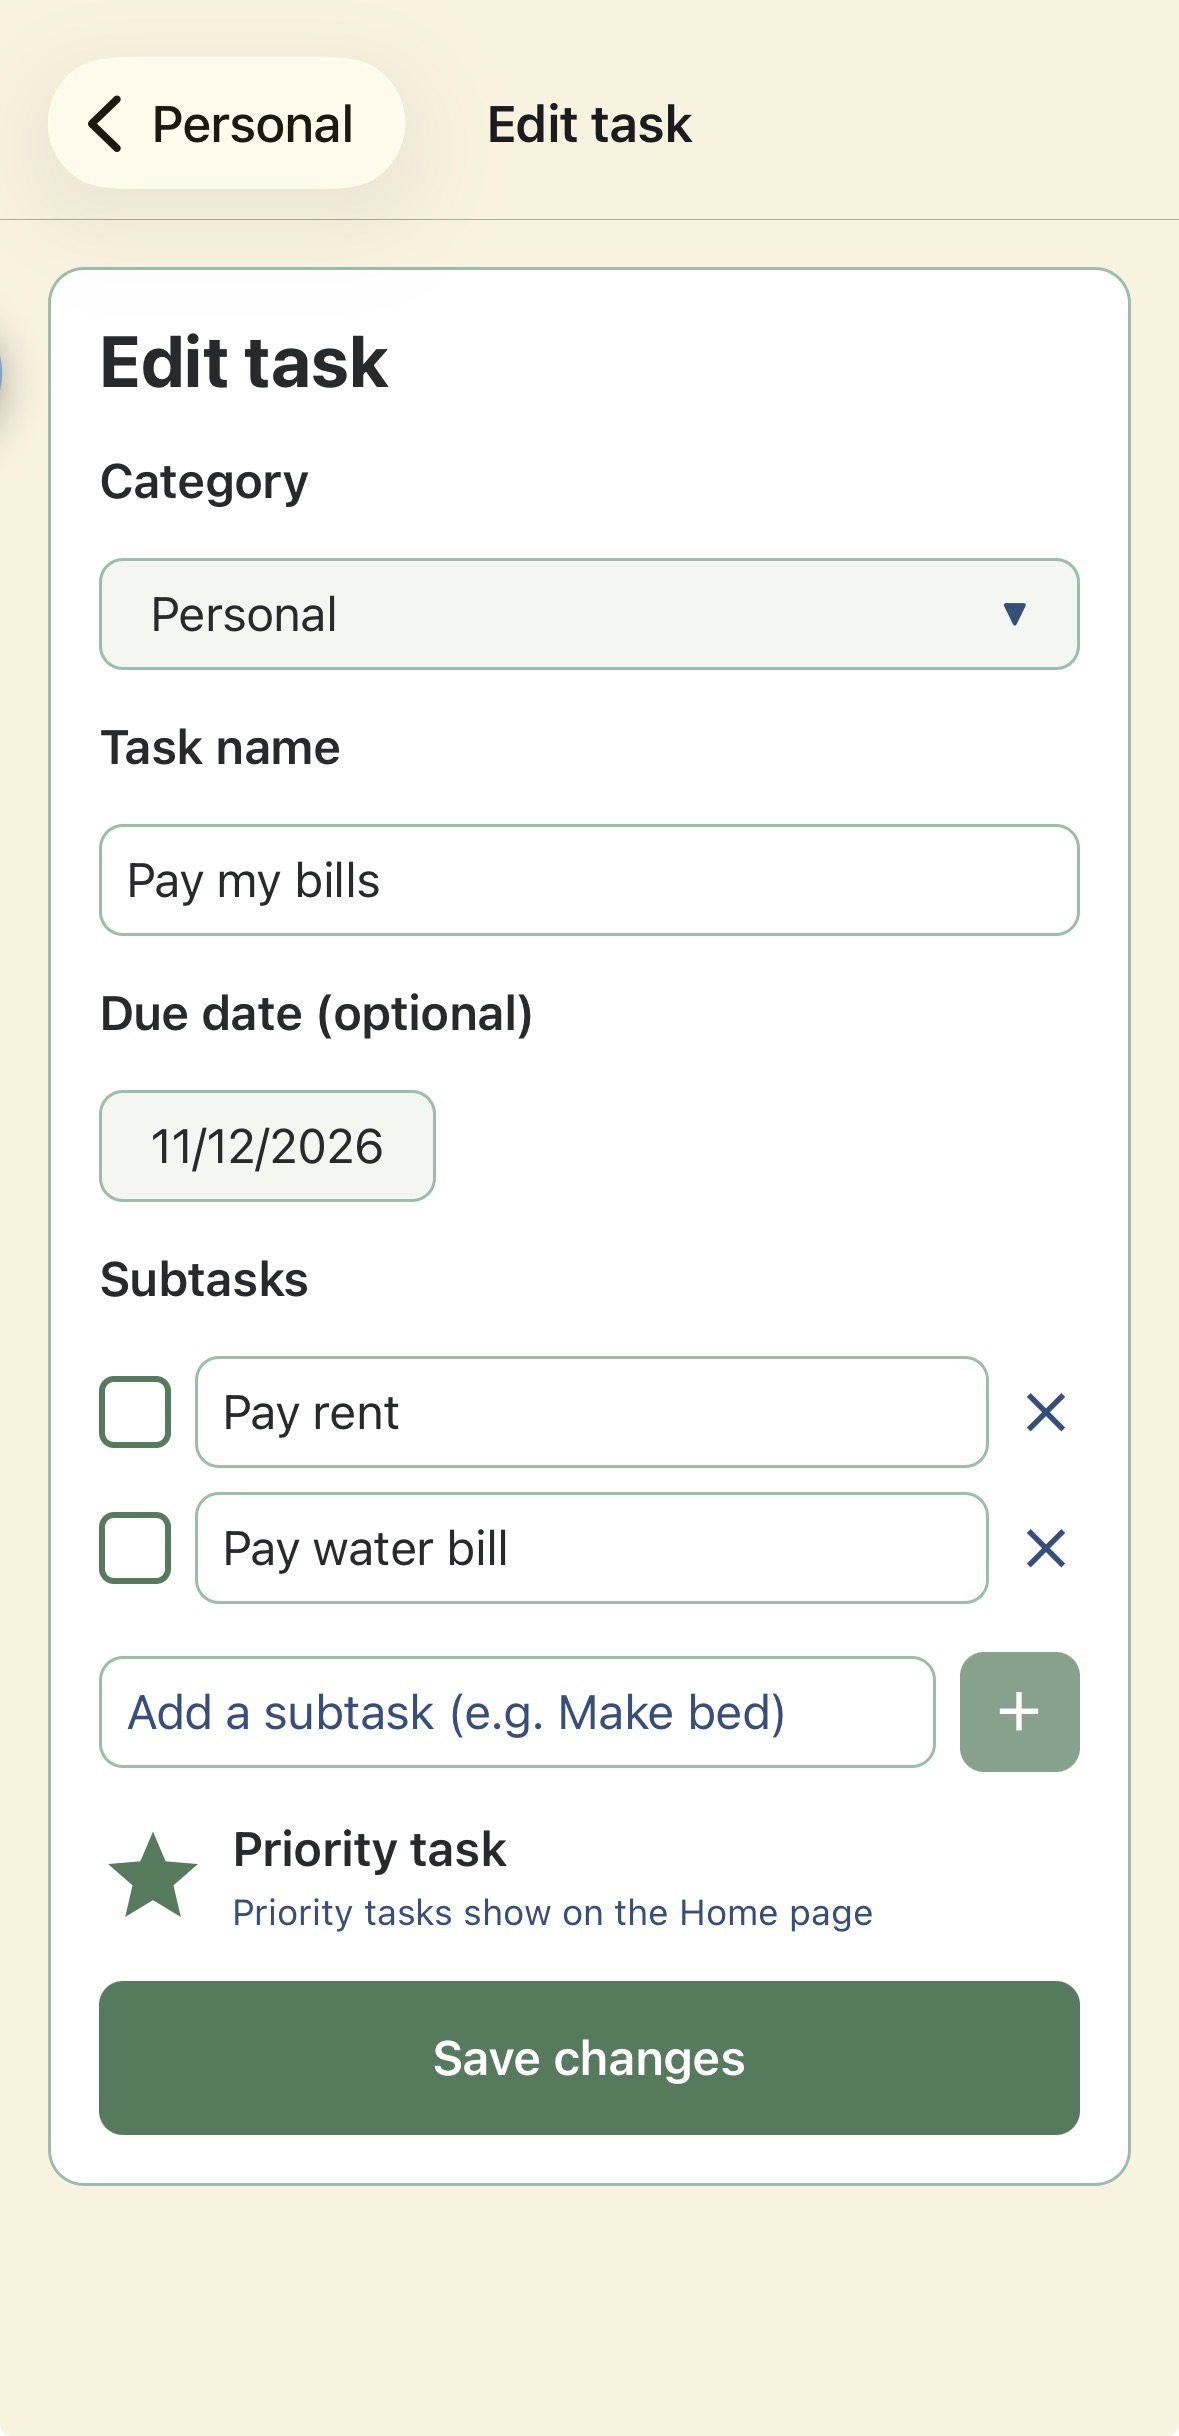 Personal
Edit task
Edit task
Category
Personal
Task name
Pay my bills
Due date (optional)
11/12/2026
Subtasks
Pay rent
Pay water bill
Add a subtask (e.g. Make bed)
Priority task
Priority tasks show on the Home page
Save changes